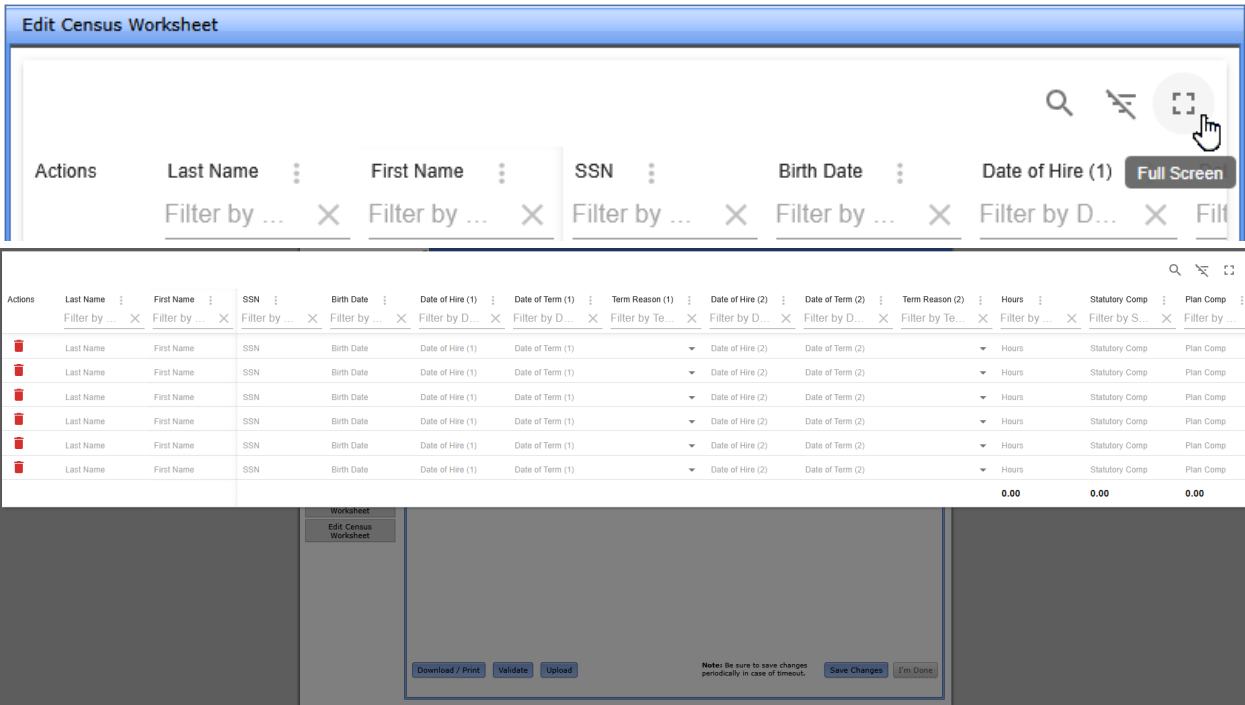 Edit Census Worksheet
Actions Last Name First Name SSN Birth Date Date of Hire (1) Full Screen
Filter by ... Filter by ... Filter by ... Filter by ... Filter by D... Filt
Actions Last Name First Name SSN Birth Date Date of Hire (1) Date of Term (1) Term Reason (1) Date of Hire (2) Date of Term (2) Term Reason (2) Hours Statutory Comp Plan Comp
Filter by ... Filter by ... Filter by ... Filter by ... Filter by D... Filter by D... Filter by Te... Filter by D... Filter by D... Filter by Te... Filter by ... Filter by S... Filter by ...
Last Name First Name SSN Birth Date Date of Hire (1) Date of Term (1) Date of Hire (2) Date of Term (2) Hours Statutory Comp Plan Comp
Last Name First Name SSN Birth Date Date of Hire (1) Date of Term (1) Date of Hire (2) Date of Term (2) Hours Statutory Comp Plan Comp
Last Name First Name SSN Birth Date Date of Hire (1) Date of Term (1) Date of Hire (2) Date of Term (2) Hours Statutory Comp Plan Comp
Last Name First Name SSN Birth Date Date of Hire (1) Date of Term (1) Date of Hire (2) Date of Term (2) Hours Statutory Comp Plan Comp
Last Name First Name SSN Birth Date Date of Hire (1) Date of Term (1) Date of Hire (2) Date of Term (2) Hours Statutory Comp Plan Comp
Last Name First Name SSN Birth Date Date of Hire (1) Date of Term (1) Date of Hire (2) Date of Term (2) Hours Statutory Comp Plan Comp
0.00 0.00 0.00
Worksheet
Edit Census
Worksheet
Download / Print Validate Upload
Note: Be sure to save changes
periodically in case of timeout.
Save Changes I'm Done